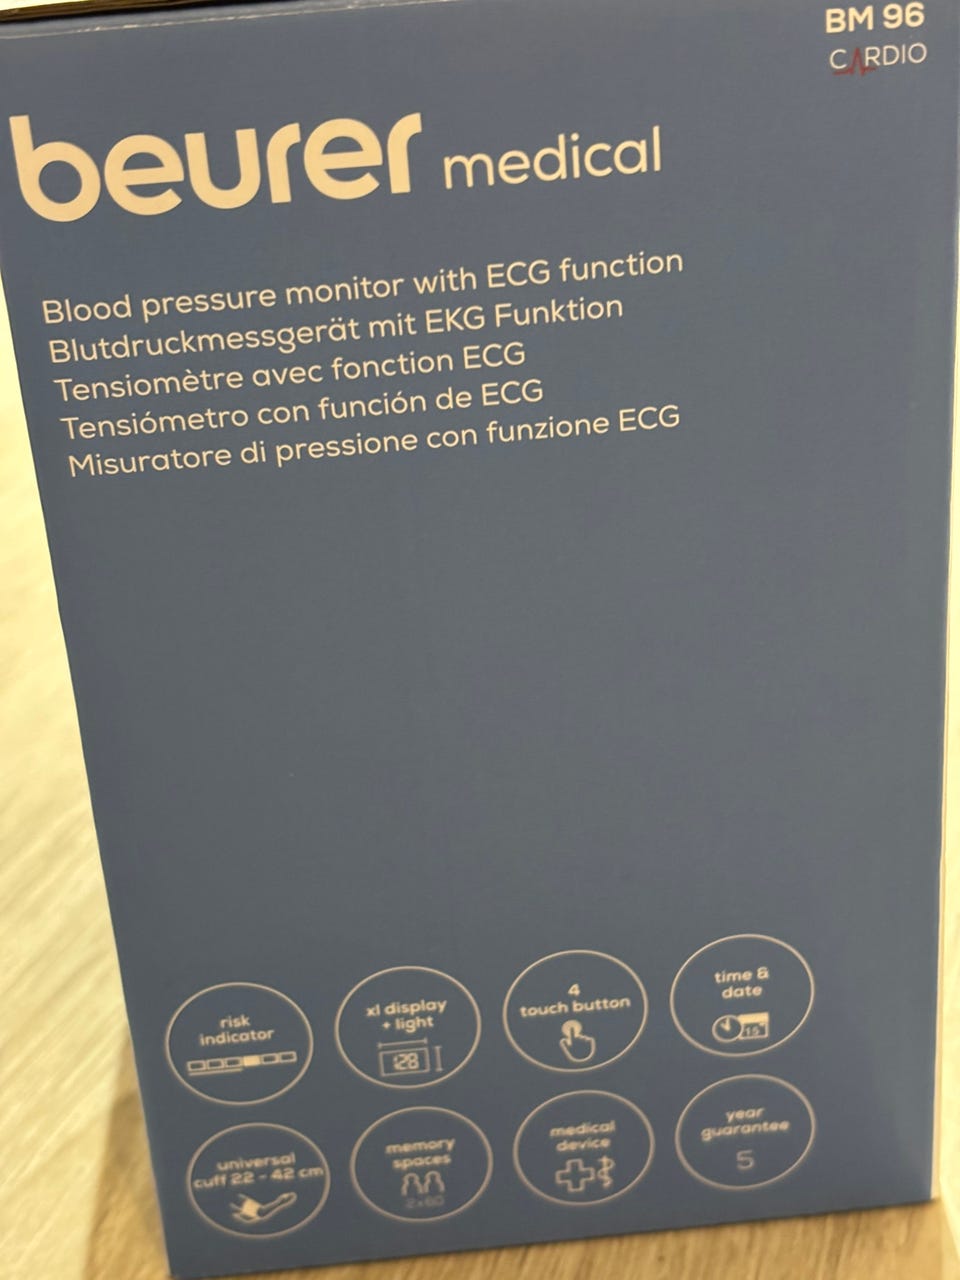 BM 96
CARDIO
beurer medical
Blood pressure monitor with ECG function
Blutdruckmessgerät mit EKG Funktion
Tensiomètre avec fonction ECG
Tensiómetro con función de ECG
Misuratore di pressione con funzione ECG
risk
indicator
xl display
+ light
128
4
touch button
time &
date
15
universal
cuff 22 - 42 cm
memory
spaces
2x60
medical
device
year
guarantee
5